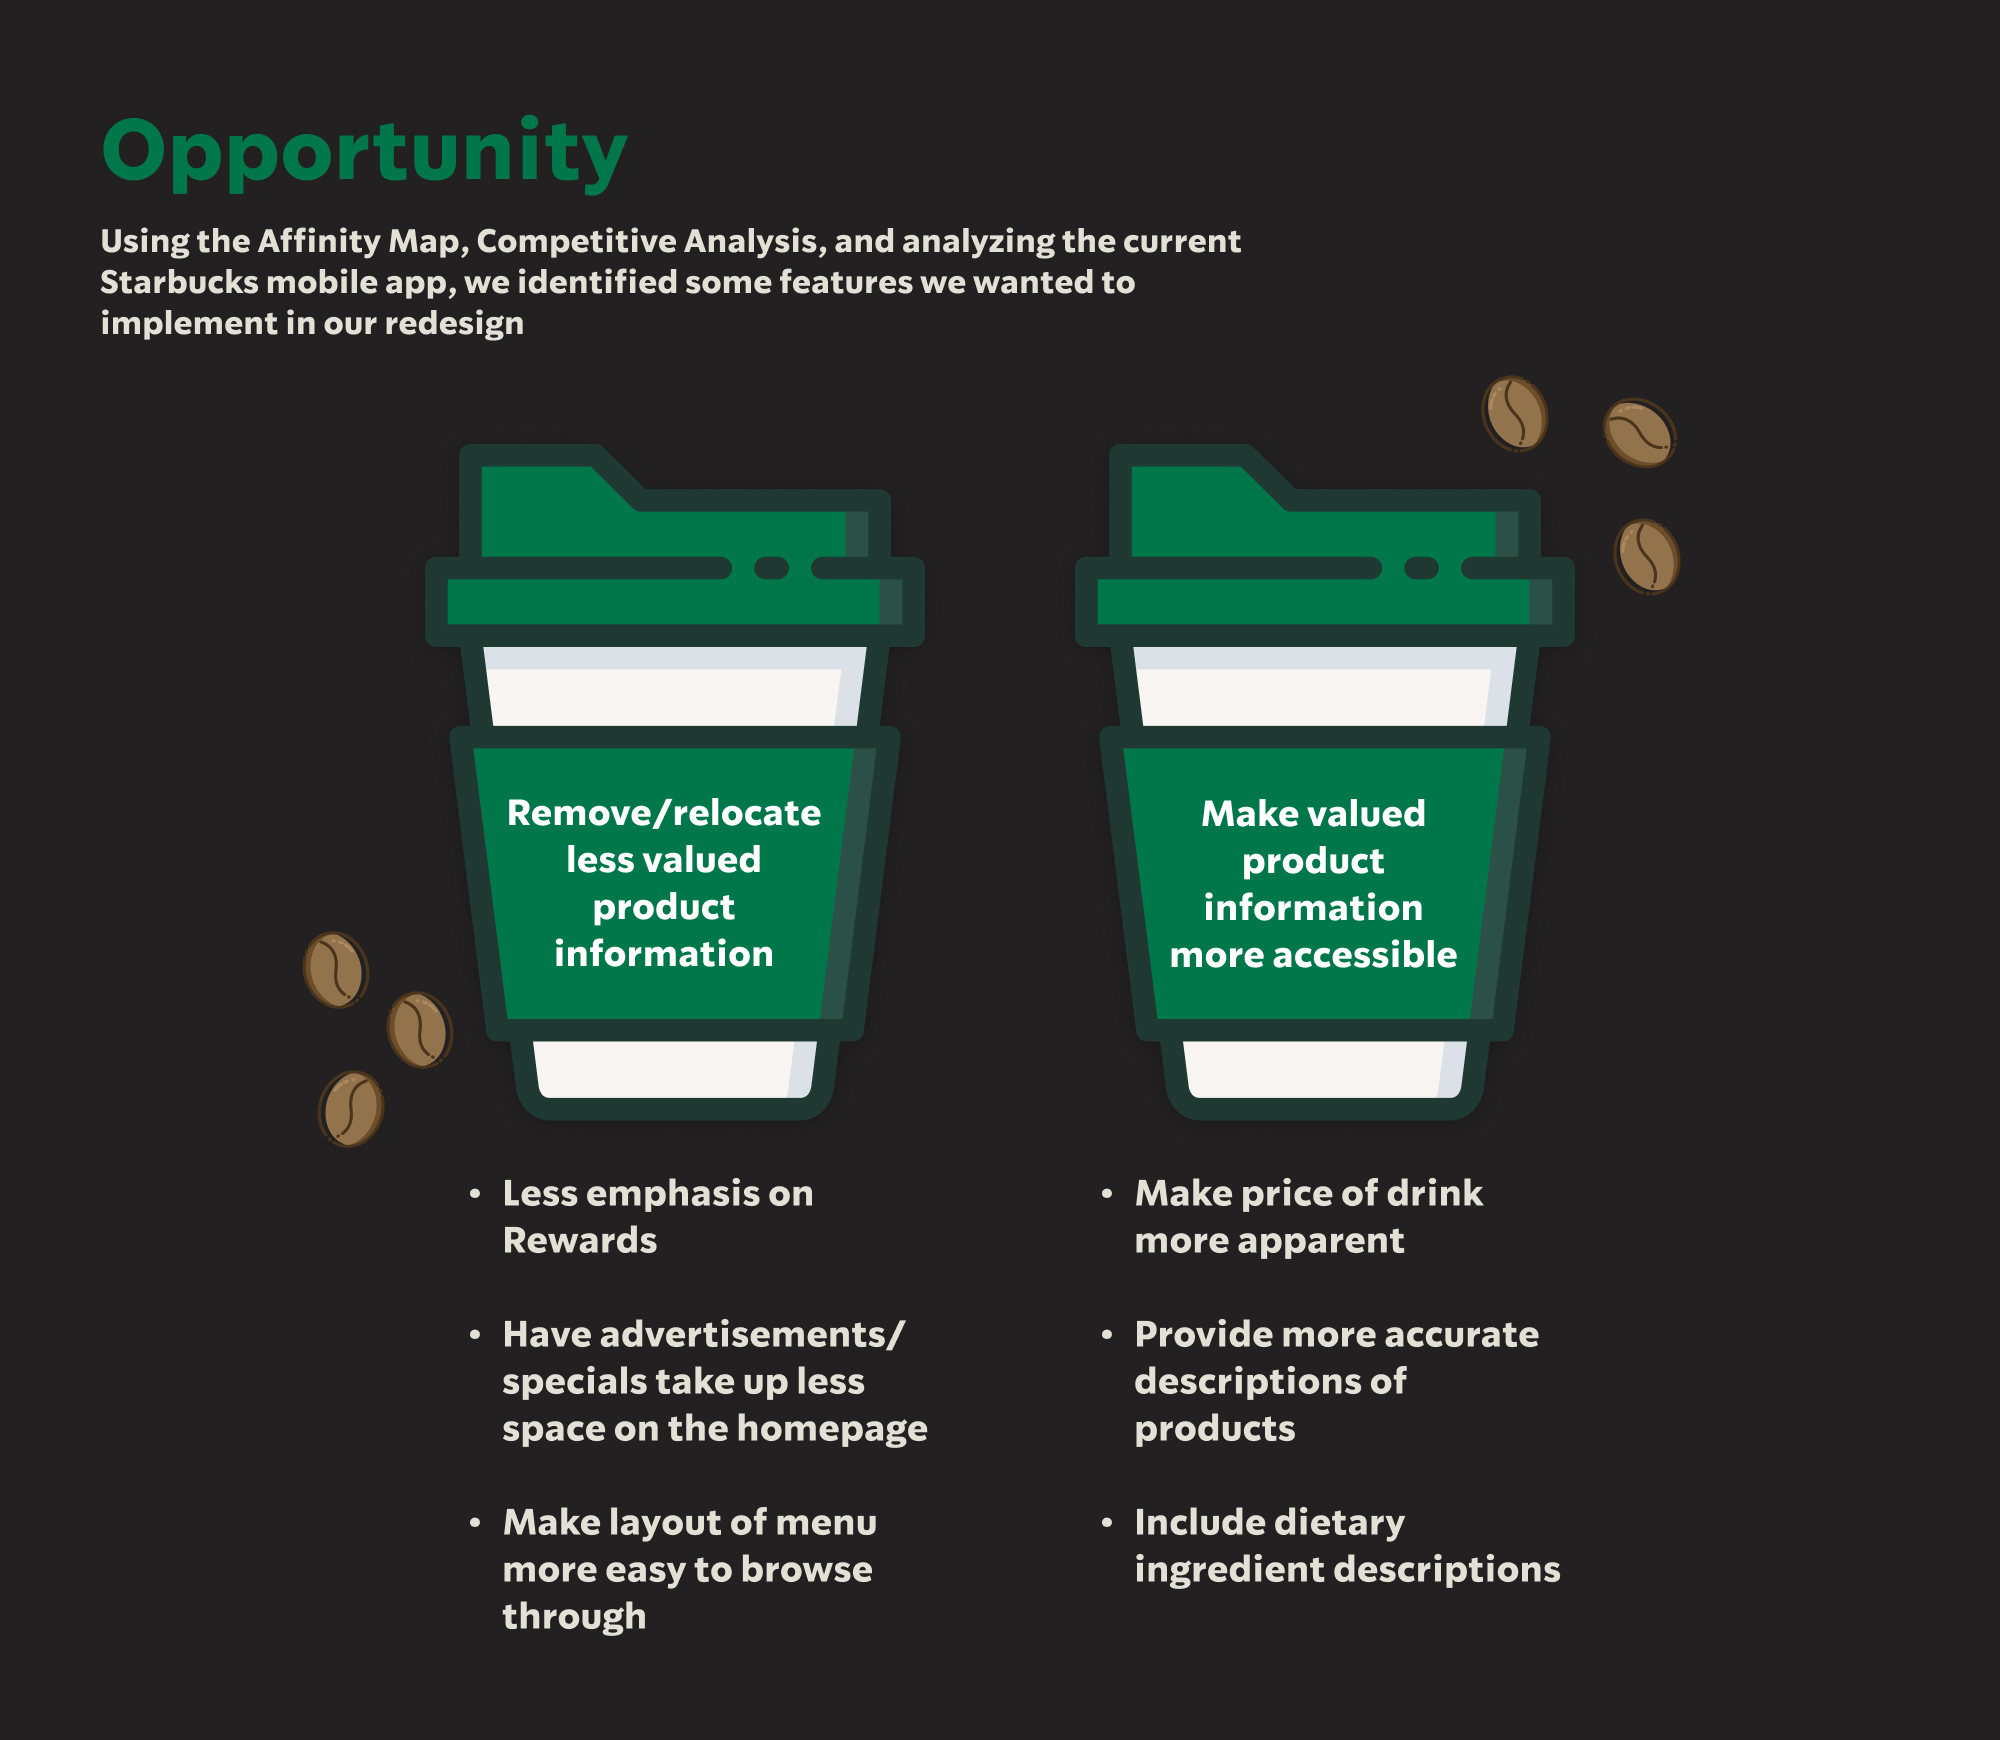 Opportunity
Using the Affinity Map, Competitive Analysis, and analyzing the current
Starbucks mobile app, we identified some features we wanted to
implement in our redesign
Remove/relocate
less valued
product
information
Make valued
product
information
more accessible
• Less emphasis on
Rewards
• Have advertisements/
specials take up less
space on the homepage
• Make layout of menu
more easy to browse
through
• Make price of drink
more apparent
• Provide more accurate
descriptions of
products
• Include dietary
ingredient descriptions